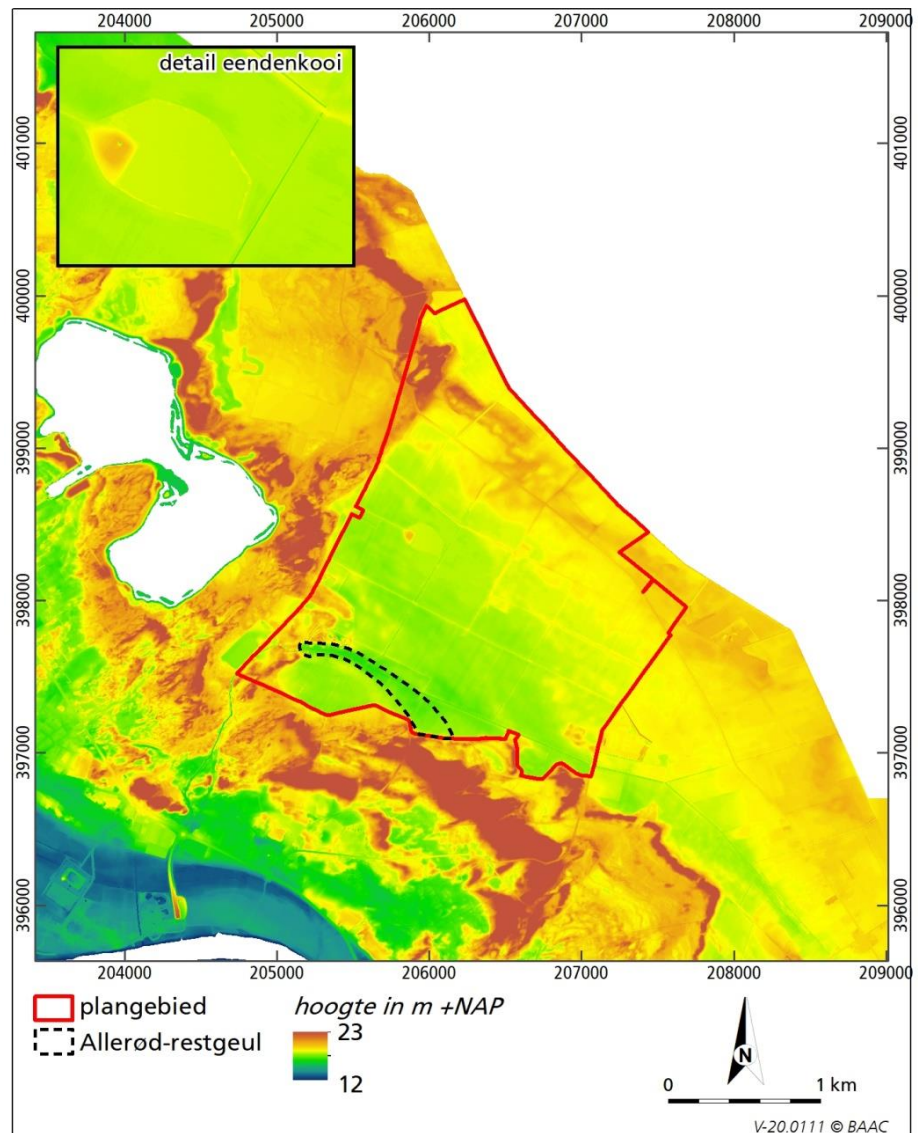 204000 205000 206000 207000 208000 209000
detail eendenkooi
401000 401000
400000 400000
399000 399000
398000 398000
397000 397000
396000 396000
204000 205000 206000 207000 208000 209000
plangebied
Allerød-restgeul
hoogte in m +NAP
23
12
N
0 1 km
V-20.0111 © BAAC